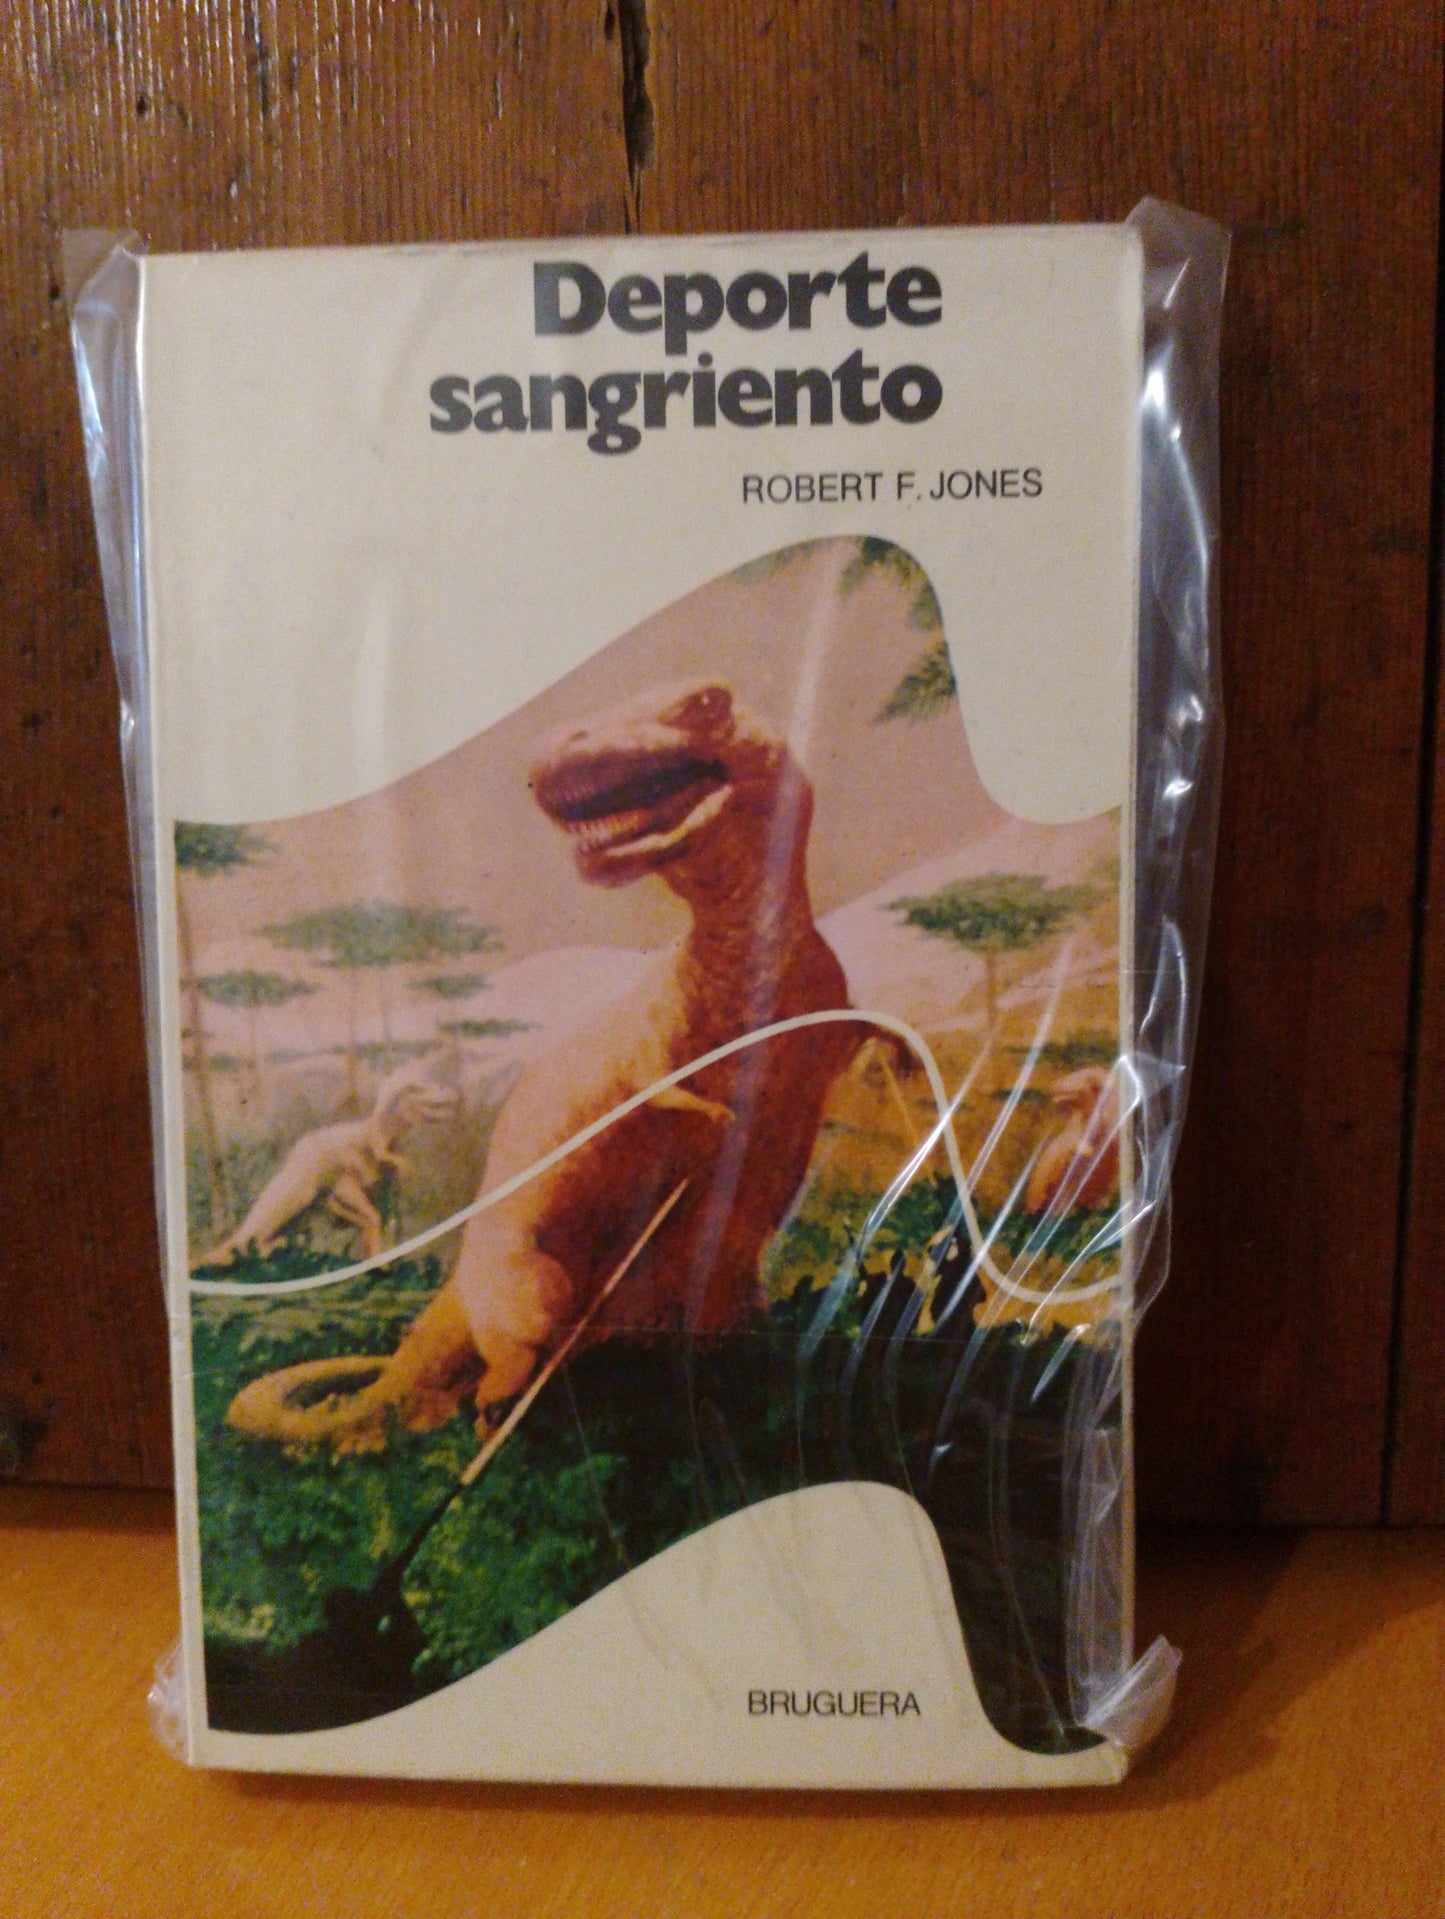 Deporte
sangriento
ROBERT F. JONES
BRUGUERA